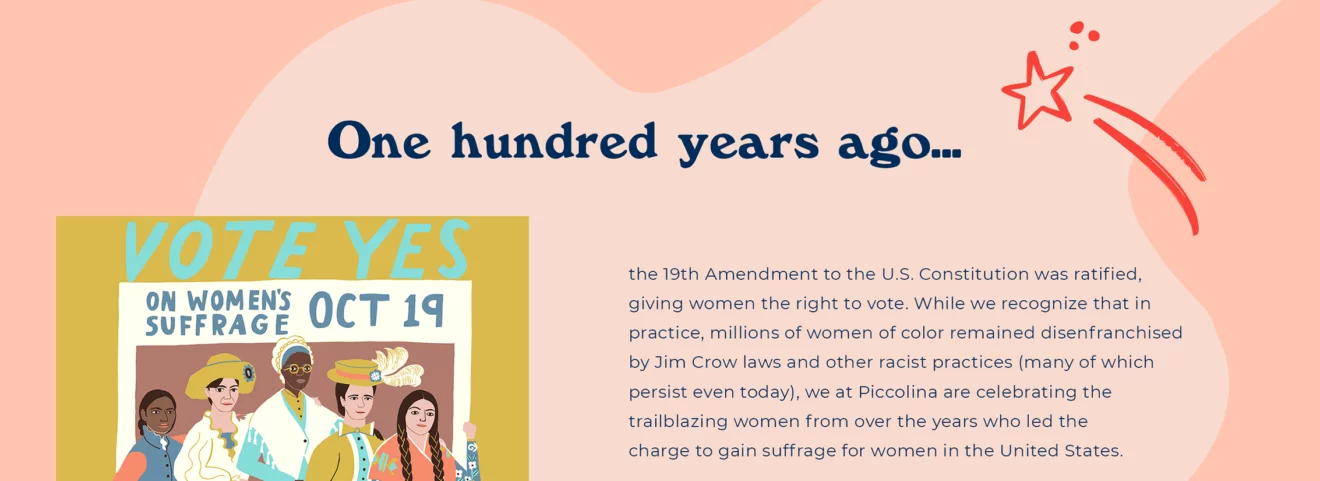 One hundred years ago...
VOTE YES
ON WOMEN'S
SUFFRAGE
OCT 19
the 19th Amendment to the U.S. Constitution was ratified,
giving women the right to vote. While we recognize that in
practice, millions of women of color remained disenfranchised
by Jim Crow laws and other racist practices (many of which
persist even today), we at Piccolina are celebrating the
trailblazing women from over the years who led the
charge to gain suffrage for women in the United States.